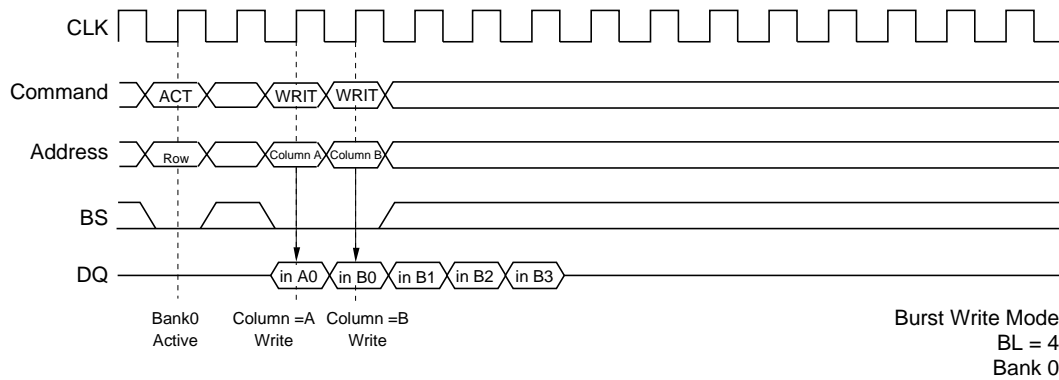 CLK
Command ACT WRIT WRIT
Address Row Column A Column B
BS
DQ in A0 in B0 in B1 in B2 in B3
Bank0 Column =A Column =B
Active Write Write
Burst Write Mode
BL = 4
Bank 0